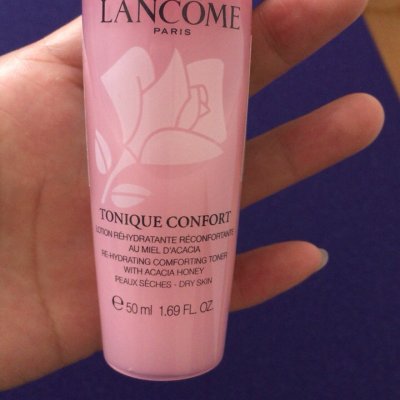 LANCOME
PARIS
TONIQUE CONFORT
LOTION RÉHYDRATANTE RÉCONFORTANTE
AU MIEL D'ACACIA
RE-HYDRATING COMFORTING TONER
WITH ACACIA HONEY
PEAUX SÈCHES - DRY SKIN
℮ 50 ml 1.69 FL. OZ.